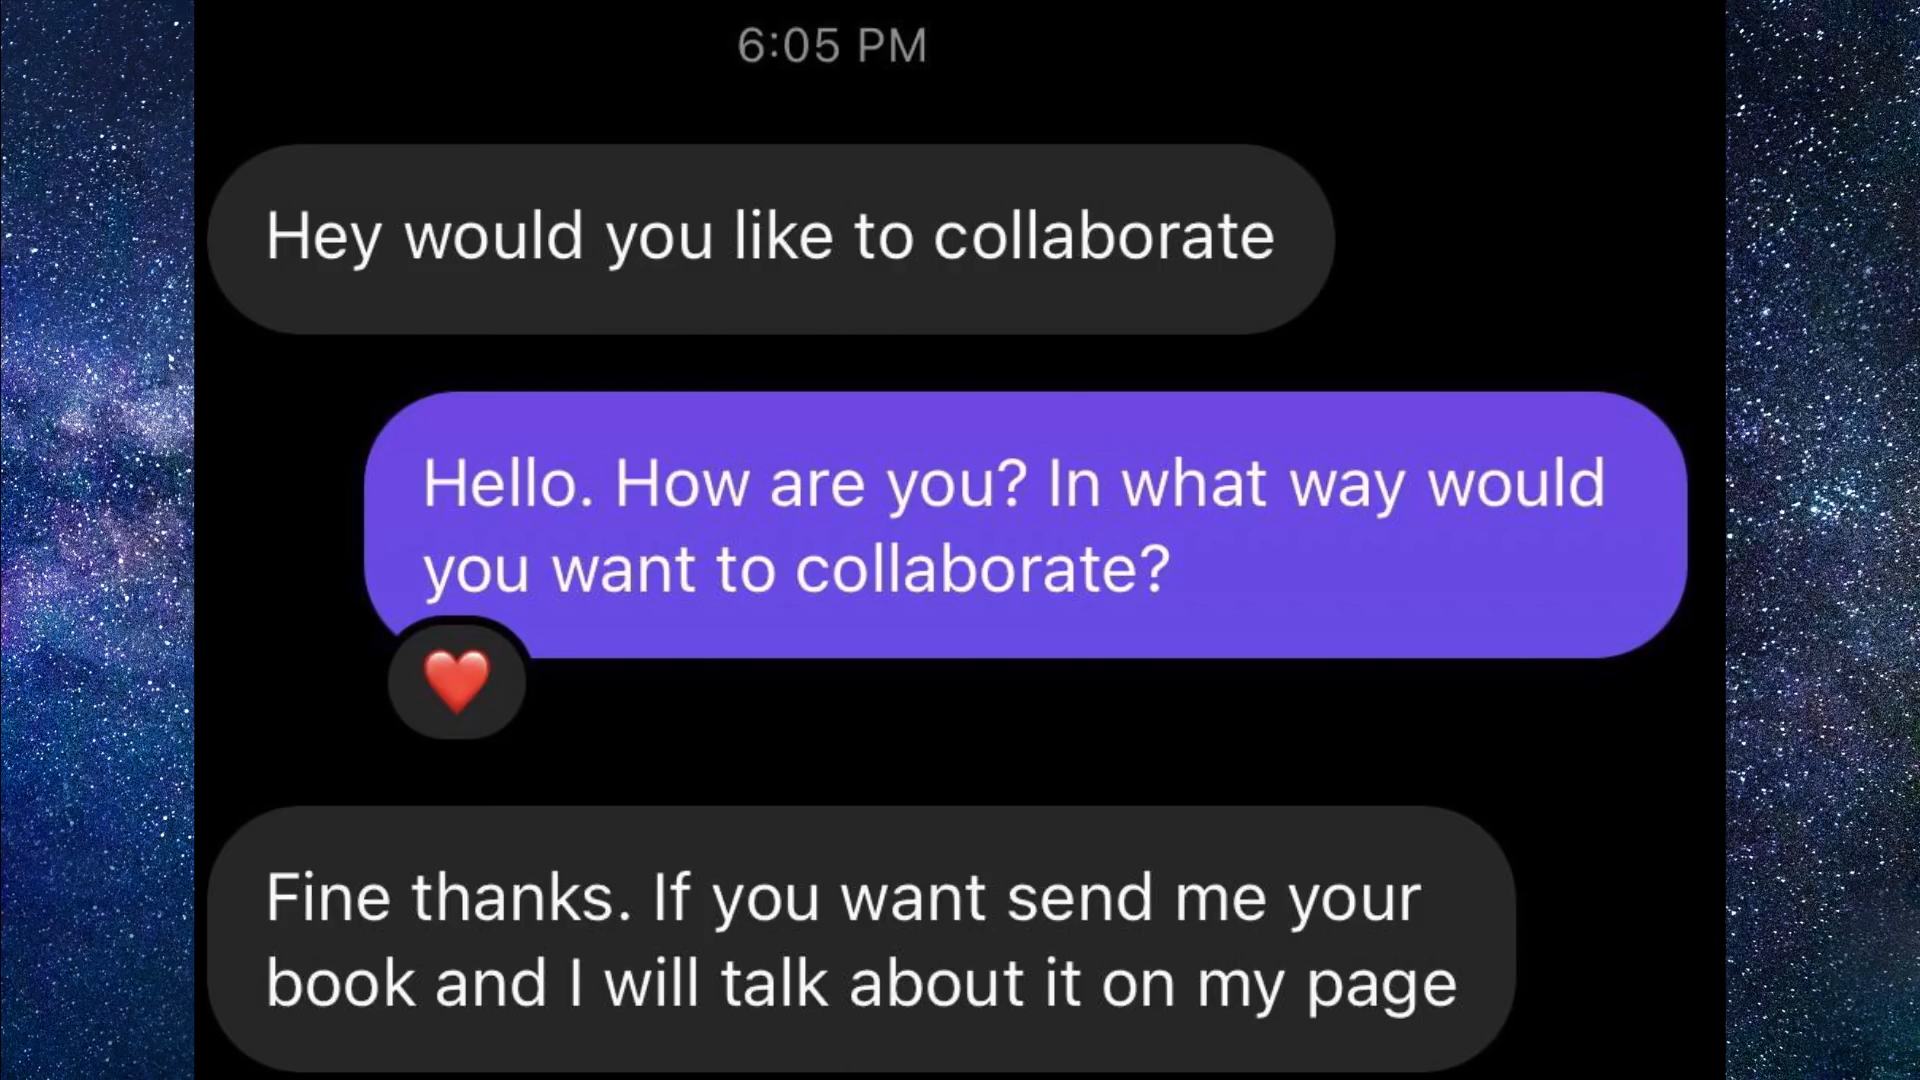 6:05 PM
Hey would you like to collaborate
Hello. How are you? In what way would
you want to collaborate?
Fine thanks. If you want send me your
book and I will talk about it on my page